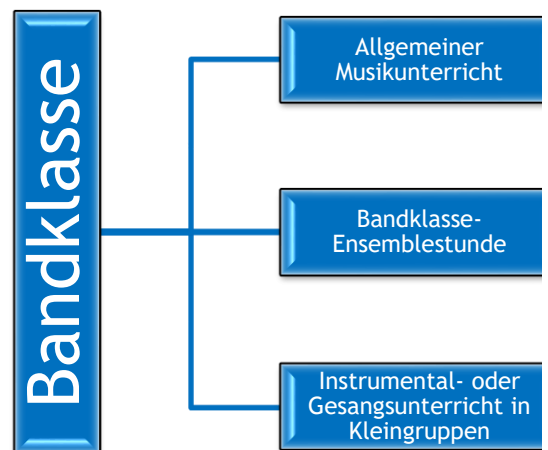 Bandklasse
Allgemeiner
Musikunterricht
Bandklasse-
Ensemblestunde
Instrumental- oder
Gesangsunterricht in
Kleingruppen